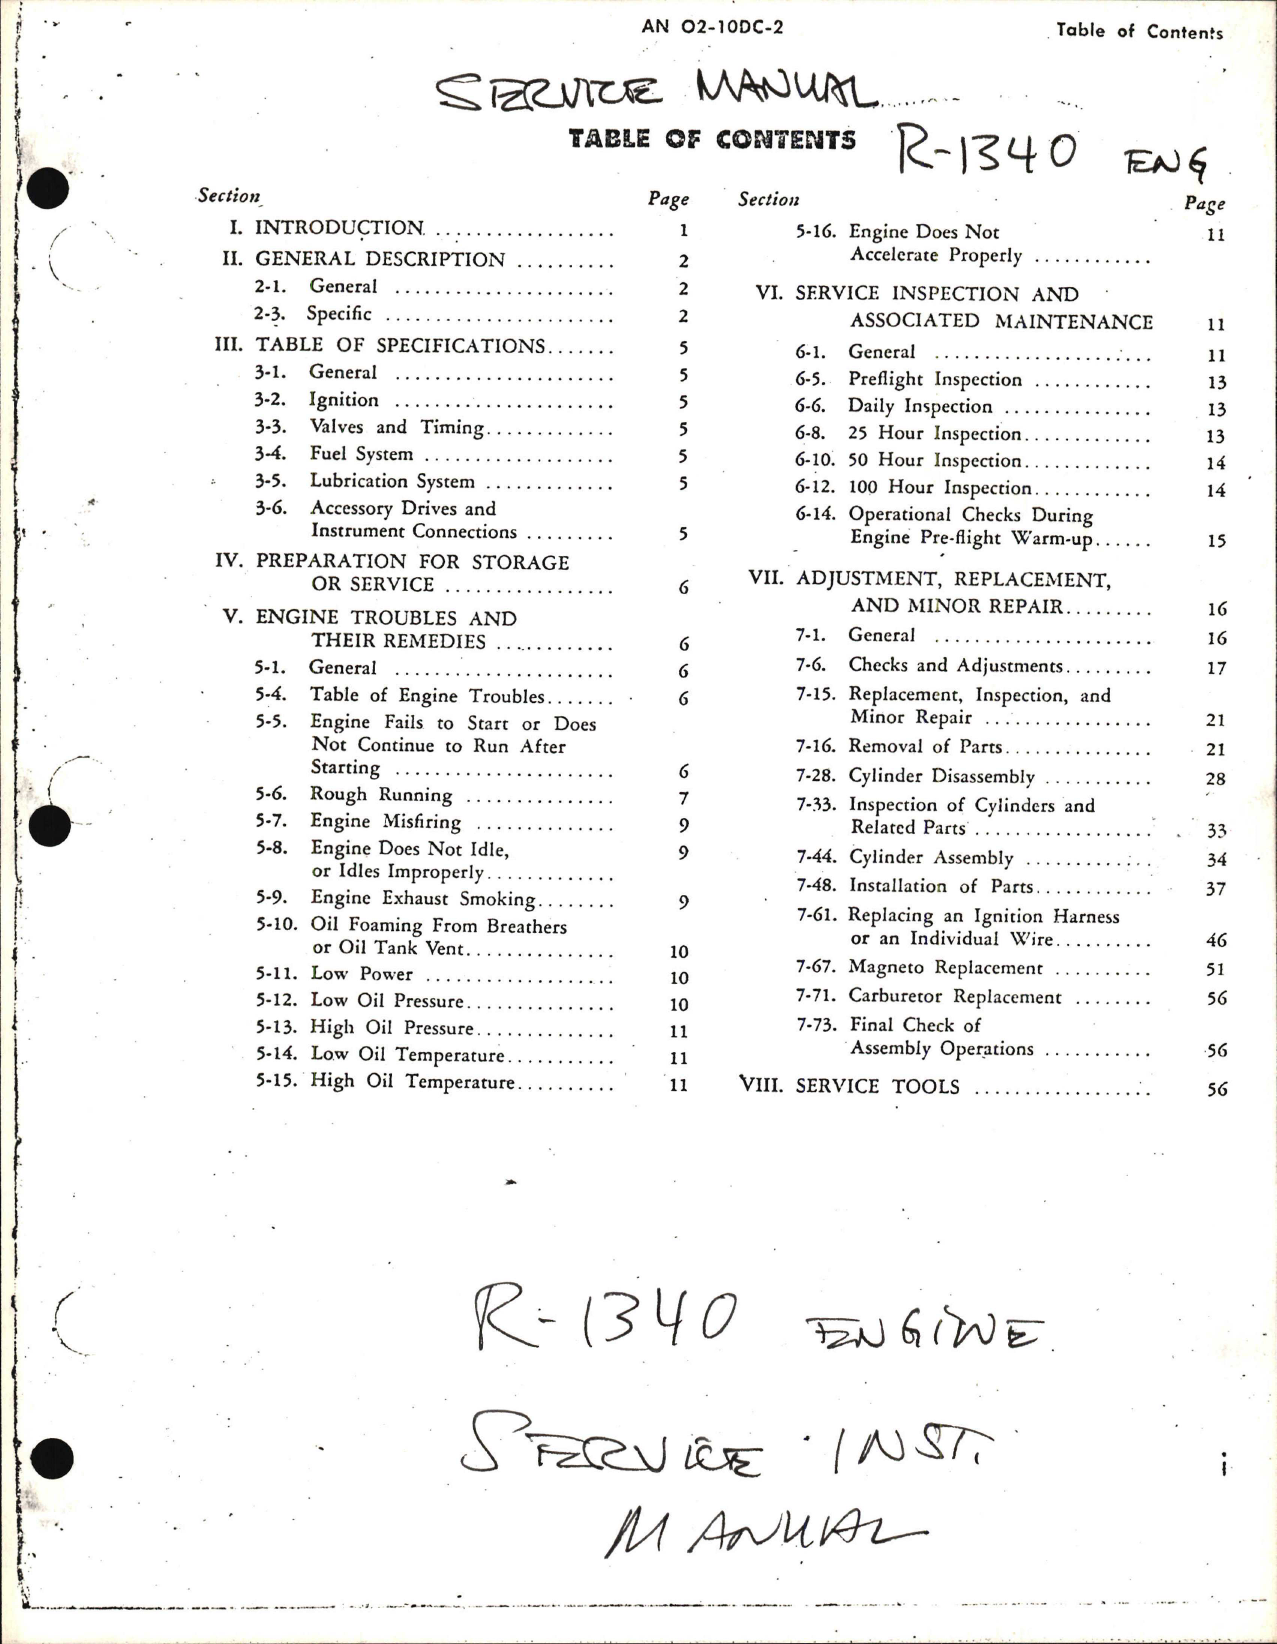 AN 02-10DC-2 Table of Contents
SERVICE MANUAL
TABLE OF CONTENTS R-1340 ENG
Section Page
I. INTRODUCTION .................. 1
II. GENERAL DESCRIPTION .......... 2
2-1. General ...................... 2
2-3. Specific ....................... 2
III. TABLE OF SPECIFICATIONS....... 5
3-1. General ...................... 5
3-2. Ignition ...................... 5
3-3. Valves and Timing............. 5
3-4. Fuel System ................... 5
3-5. Lubrication System ............. 5
3-6. Accessory Drives and
Instrument Connections ......... 5
IV. PREPARATION FOR STORAGE
OR SERVICE ................. 6
V. ENGINE TROUBLES AND
THEIR REMEDIES ............ 6
5-1. General ...................... 6
5-4. Table of Engine Troubles....... 6
5-5. Engine Fails to Start or Does
Not Continue to Run After
Starting ...................... 6
5-6. Rough Running ............... 7
5-7. Engine Misfiring .............. 9
5-8. Engine Does Not Idle, 9
or Idles Improperly.............
5-9. Engine Exhaust Smoking........ 9
5-10. Oil Foaming From Breathers
or Oil Tank Vent............... 10
5-11. Low Power ................... 10
5-12. Low Oil Pressure............... 10
5-13. High Oil Pressure.............. 11
5-14. Low Oil Temperature........... 11
5-15. High Oil Temperature.......... 11
Section Page
5-16. Engine Does Not 11
Accelerate Properly ............
VI. SERVICE INSPECTION AND
ASSOCIATED MAINTENANCE 11
6-1. General ...................... 11
6-5. Preflight Inspection ............ 13
6-6. Daily Inspection ............... 13
6-8. 25 Hour Inspection............. 13
6-10. 50 Hour Inspection............. 14
6-12. 100 Hour Inspection............ 14
6-14. Operational Checks During
Engine Pre-flight Warm-up...... 15
VII. ADJUSTMENT, REPLACEMENT,
AND MINOR REPAIR......... 16
7-1. General ...................... 16
7-6. Checks and Adjustments......... 17
7-15. Replacement, Inspection, and
Minor Repair ................. 21
7-16. Removal of Parts............... 21
7-28. Cylinder Disassembly ........... 28
7-33. Inspection of Cylinders and
Related Parts .................. 33
7-44. Cylinder Assembly ............. 34
7-48. Installation of Parts............ 37
7-61. Replacing an Ignition Harness
or an Individual Wire.......... 46
7-67. Magneto Replacement .......... 51
7-71. Carburetor Replacement ........ 56
7-73. Final Check of
Assembly Operations ........... 56
VIII. SERVICE TOOLS .................. 56
R-1340 ENGINE
SERVICE INST.
MANUAL
i